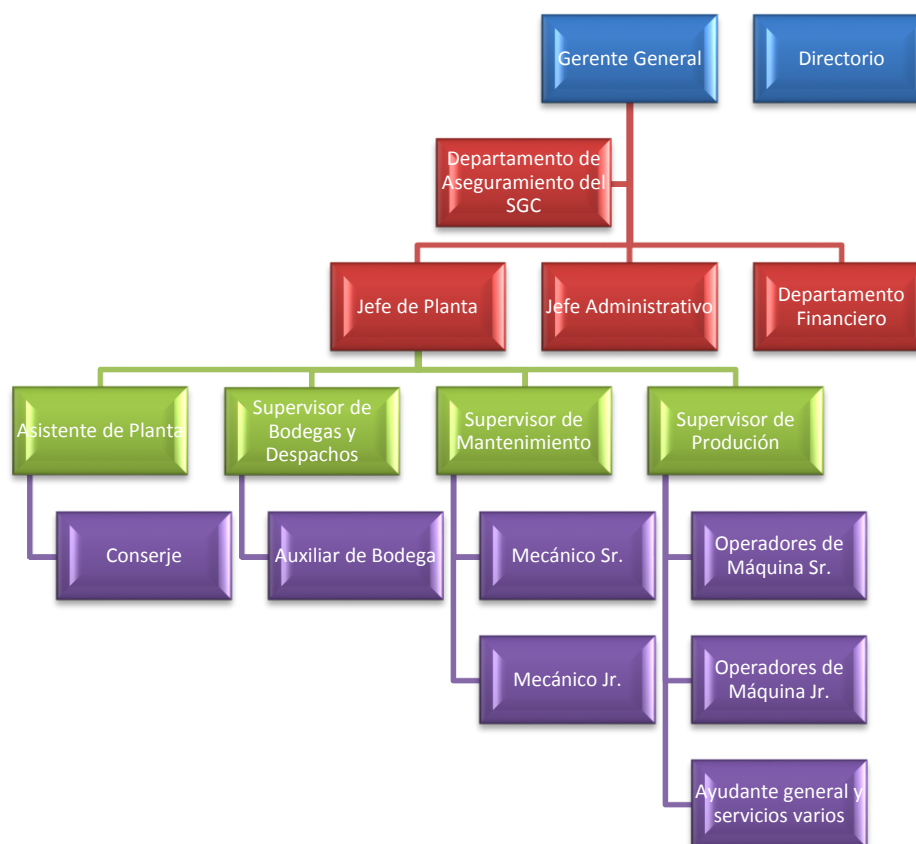 Gerente General
Directorio
Departamento de
Aseguramiento del
SGC
Jefe de Planta
Jefe Administrativo
Departamento
Financiero
Asistente de Planta
Supervisor de
Bodegas y
Despachos
Supervisor de
Mantenimiento
Supervisor de
Produción
Conserje
Auxiliar de Bodega
Mecánico Sr.
Operadores de
Máquina Sr.
Mecánico Jr.
Operadores de
Máquina Jr.
Ayudante general y
servicios varios